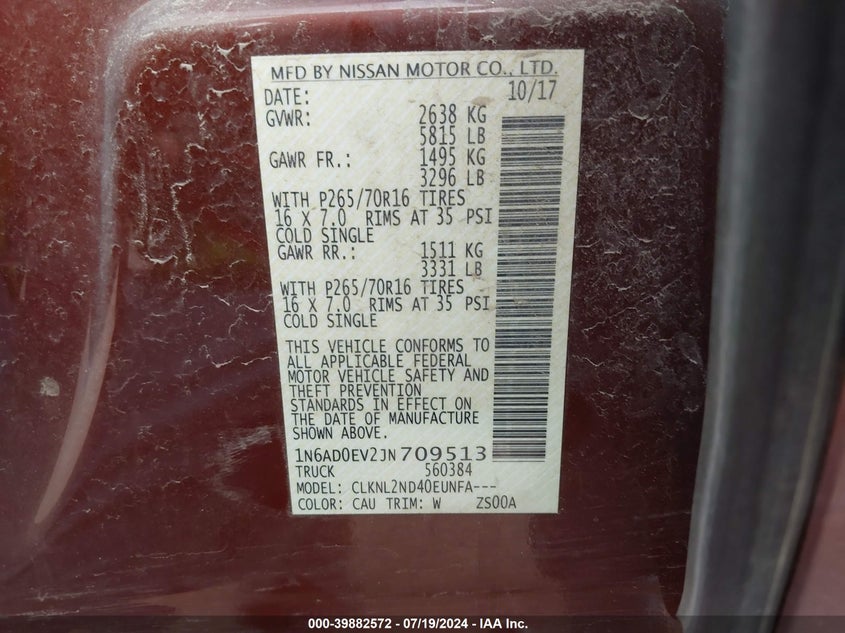 MFD BY NISSAN MOTOR CO., LTD.
DATE: 10/17
GVWR: 2638 KG
5815 LB
GAWR FR.: 1495 KG
3296 LB
WITH P265/70R16 TIRES
16 X 7.0 RIMS AT 35 PSI
COLD SINGLE
GAWR RR.: 1511 KG
3331 LB
WITH P265/70R16 TIRES
16 X 7.0 RIMS AT 35 PSI
COLD SINGLE
THIS VEHICLE CONFORMS TO
ALL APPLICABLE FEDERAL
MOTOR VEHICLE SAFETY AND
THEFT PREVENTION
STANDARDS IN EFFECT ON
THE DATE OF MANUFACTURE
SHOWN ABOVE.
1N6AD0EV2JN709513
TRUCK 560384
MODEL: CLKNL2ND40EUNFA---
COLOR: CAU TRIM: W ZS00A
000-39882572 - 07/19/2024 - IAA Inc.